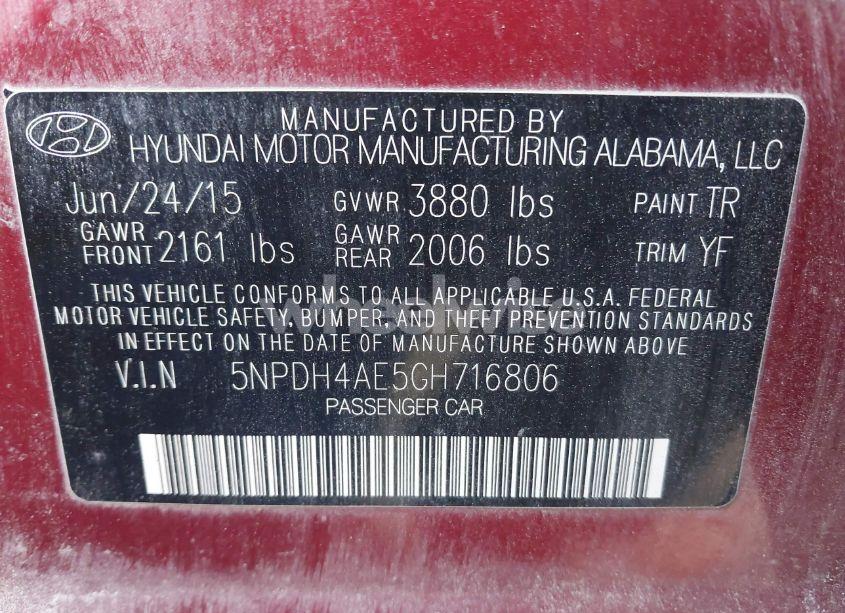 MANUFACTURED BY
HYUNDAI MOTOR MANUFACTURING ALABAMA, LLC
Jun/24/15 GVWR 3880 lbs PAINT TR
GAWR FRONT 2161 lbs GAWR REAR 2006 lbs TRIM YF
THIS VEHICLE CONFORMS TO ALL APPLICABLE U.S.A. FEDERAL
MOTOR VEHICLE SAFETY, BUMPER, AND THEFT PREVENTION STANDARDS
IN EFFECT ON THE DATE OF MANUFACTURE SHOWN ABOVE
V.I.N 5NPDH4AE5GH716806
PASSENGER CAR